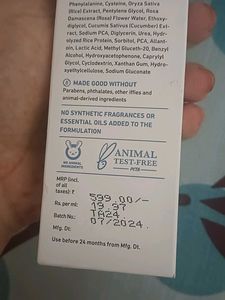 Phenylalanine, Cysteine, Oryza Sativa
(Rice) Extract, Pentylene Glycol, Rosa
Damascena (Rosa) Flower Water, Ethoxy-
diglycol, Cucumis Sativus (Cucumber) Ext-
ract, Sodium PCA, Diglycerin, Urea, Hydr-
olyzed Rice Protein, Sorbitol, PCA, Allant-
oin, Lactic Acid, Methyl Gluceth-20, Benzyl
Alcohol, Hydroxyacetophenone, Caprylyl
Glycol, Cyclodextrin, Xanthan Gum, Hydro-
xyethylcellulose, Sodium Gluconate
MADE GOOD WITHOUT
Parabens, phthalates, other iffies and
animal-derived ingredients
NO SYNTHETIC FRAGRANCES OR
ESSENTIAL OILS ADDED TO THE
FORMULATION
NO ANIMAL
INGREDIENTS
ANIMAL
TEST-FREE
PETA
MRP (incl.
of all
taxes): ₹ 599.00/-
Rs. per ml: 19.97
Batch No.: TA24
Mfg. Dt: 07/2024
Use before 24 months from Mfg. Dt.